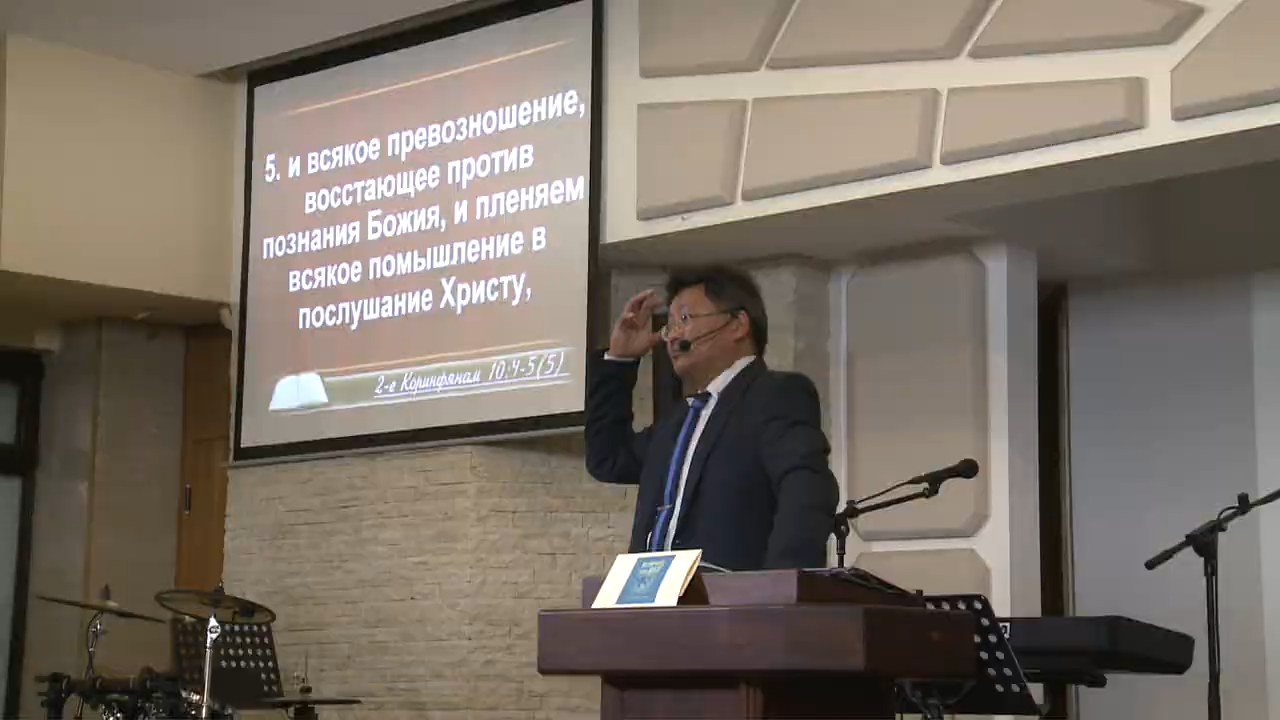 5. и всякое превозношение,
восстающее против
познания Божия, и пленяем
всякое помышление в
послушание Христу,
2-е Коринфянам 10:4-5(5)